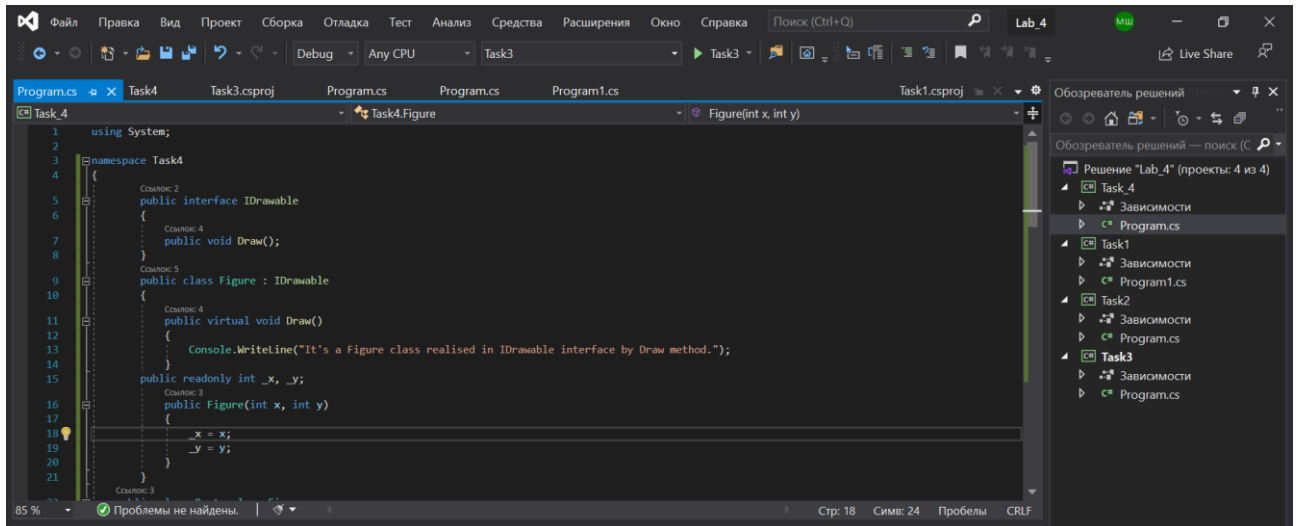 Файл Правка Вид Проект Сборка Отладка Тест Анализ Средства Расширения Окно Справка Поиск (Ctrl+Q) Lab_4 МШ
Debug Any CPU Task3 Task3 Live Share
Program.cs Task4 Task3.csproj Program.cs Program.cs Program1.cs Task1.csproj
Task_4 Task4.Figure Figure(int x, int y)
1 using System;
2
3 namespace Task4
4 {
Ссылок: 2
5 public interface IDrawable
6 {
Ссылок: 4
7 public void Draw();
8 }
Ссылок: 5
9 public class Figure : IDrawable
10 {
Ссылок: 4
11 public virtual void Draw()
12 {
13 Console.WriteLine("It's a Figure class realised in IDrawable interface by Draw method.");
14 }
15 public readonly int _x, _y;
Ссылок: 3
16 public Figure(int x, int y)
17 {
18 _x = x;
19 _y = y;
20 }
21 }
Ссылок: 3
85 % Проблемы не найдены. Стр: 18 Симв: 24 Пробелы CRLF
Обозреватель решений
Обозреватель решений — поиск (C
Решение "Lab_4" (проекты: 4 из 4)
Task_4
Зависимости
Program.cs
Task1
Зависимости
Program1.cs
Task2
Зависимости
Program.cs
Task3
Зависимости
Program.cs